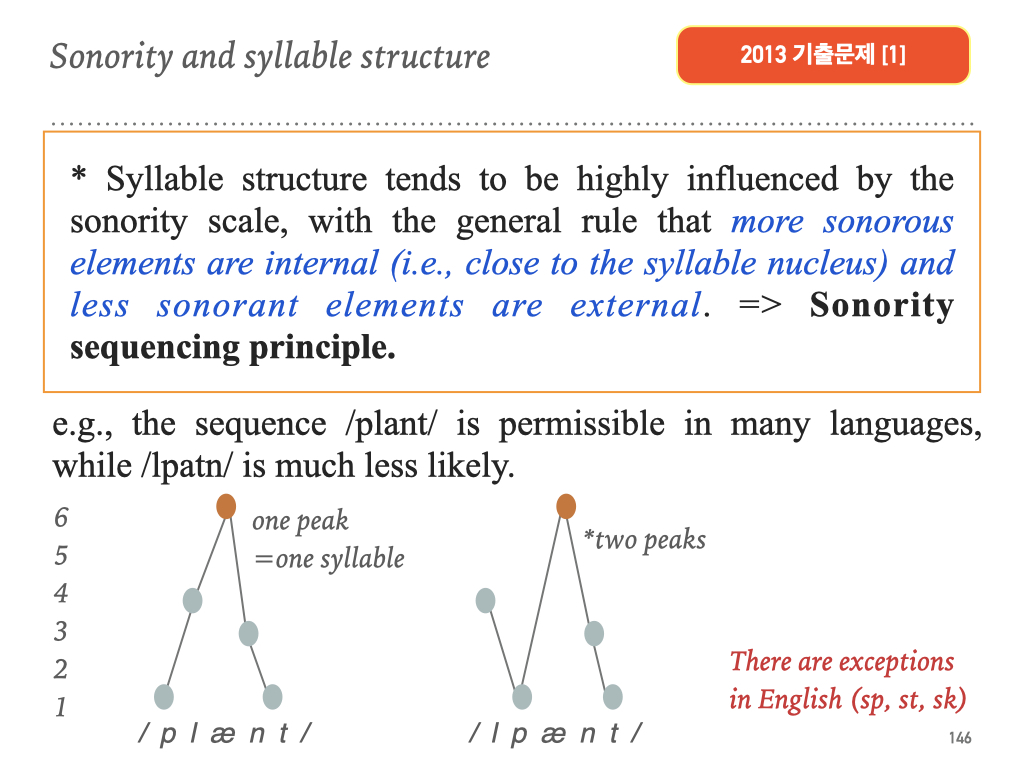 Sonority and syllable structure
2013 기출문제 [1]
* Syllable structure tends to be highly influenced by the
sonority scale, with the general rule that more sonorous
elements are internal (i.e., close to the syllable nucleus) and
less sonorant elements are external. => Sonority
sequencing principle.
e.g., the sequence /plant/ is permissible in many languages,
while /lpatn/ is much less likely.
6
5
4
3
2
1
one peak
=one syllable
/ p l æ n t /
*two peaks
/ l p æ n t /
There are exceptions
in English (sp, st, sk)
146